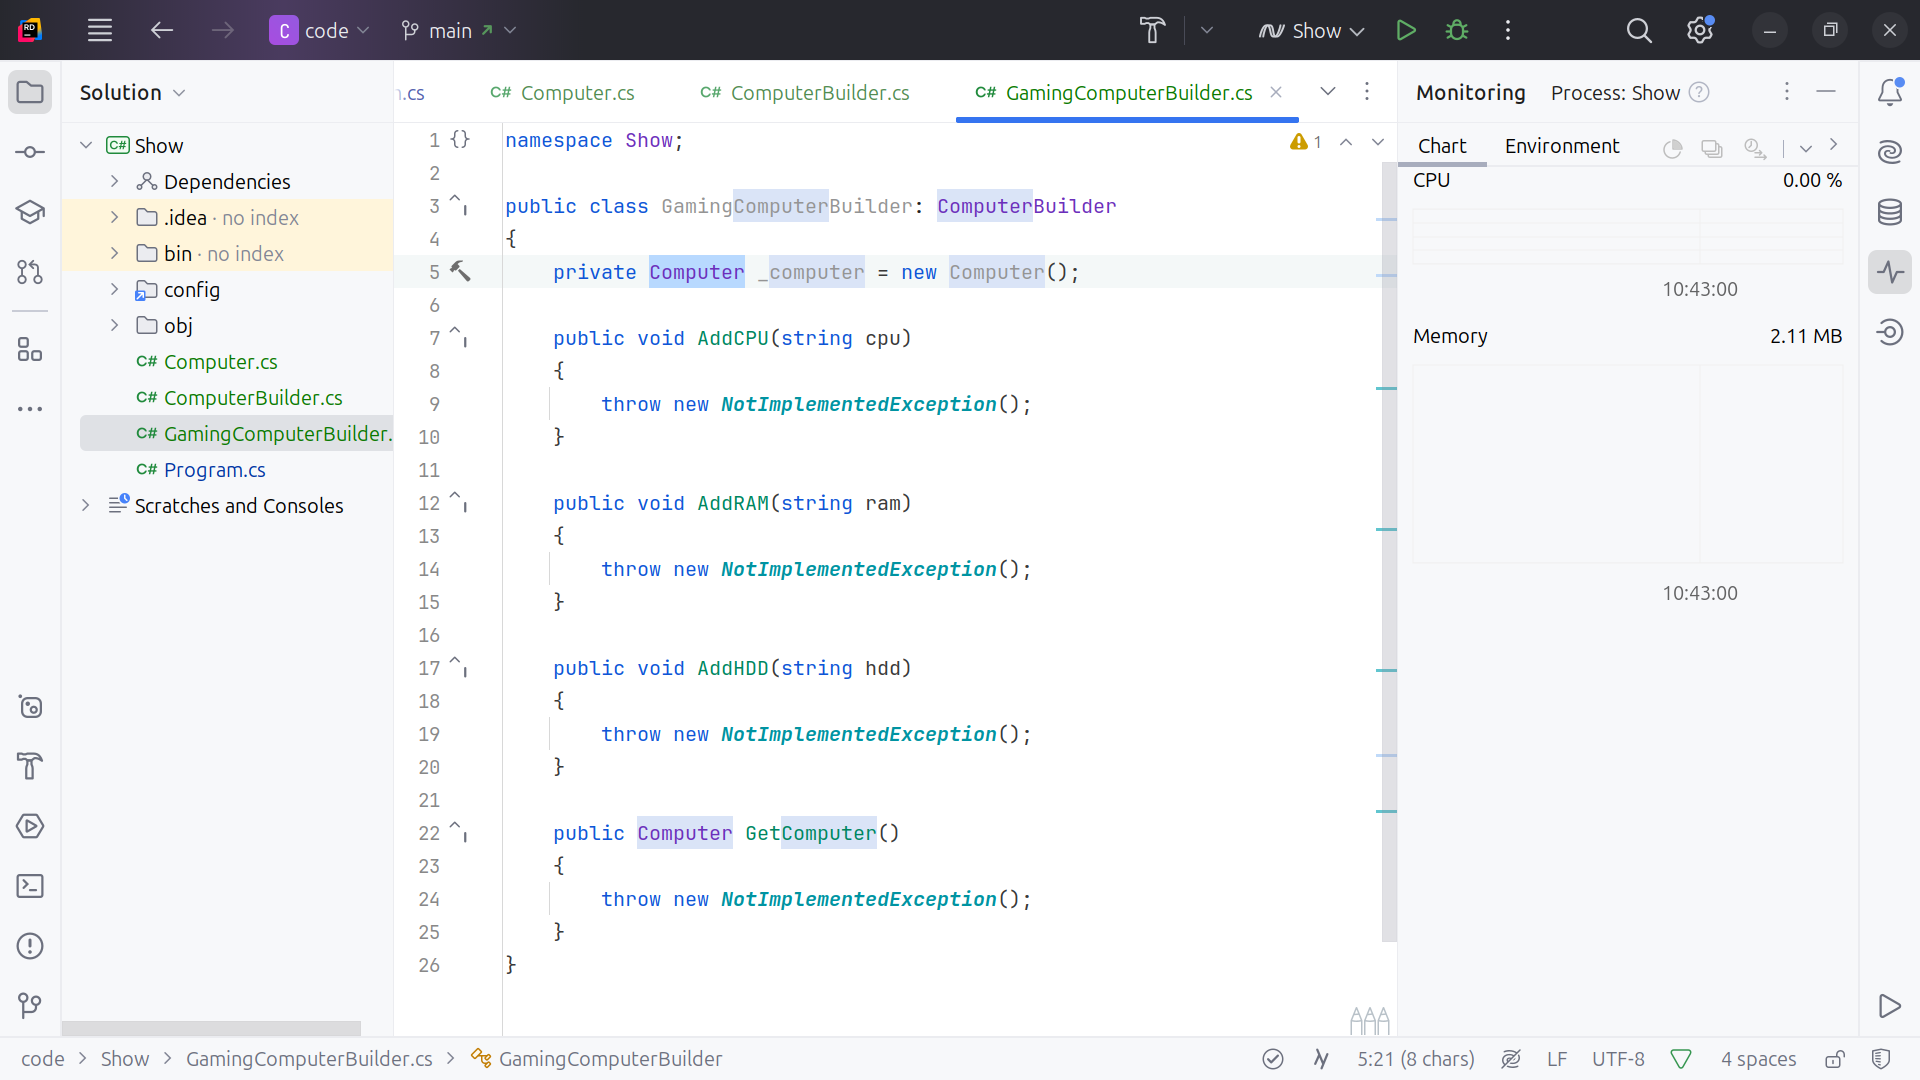 RD
C code
main
Show
Solution
Show
Dependencies
.idea · no index
bin · no index
config
obj
C# Computer.cs
C# ComputerBuilder.cs
C# GamingComputerBuilder.
C# Program.cs
Scratches and Consoles
.cs
C# Computer.cs
C# ComputerBuilder.cs
C# GamingComputerBuilder.cs
1 {} namespace Show;
2
3 public class GamingComputerBuilder: ComputerBuilder
4 {
5 private Computer _computer = new Computer();
6
7 public void AddCPU(string cpu)
8 {
9 throw new NotImplementedException();
10 }
11
12 public void AddRAM(string ram)
13 {
14 throw new NotImplementedException();
15 }
16
17 public void AddHDD(string hdd)
18 {
19 throw new NotImplementedException();
20 }
21
22 public Computer GetComputer()
23 {
24 throw new NotImplementedException();
25 }
26 }
1
Monitoring Process: Show ?
Chart Environment
CPU 0.00 %
10:43:00
Memory 2.11 MB
10:43:00
code > Show > GamingComputerBuilder.cs > GamingComputerBuilder
5:21 (8 chars) LF UTF-8 4 spaces